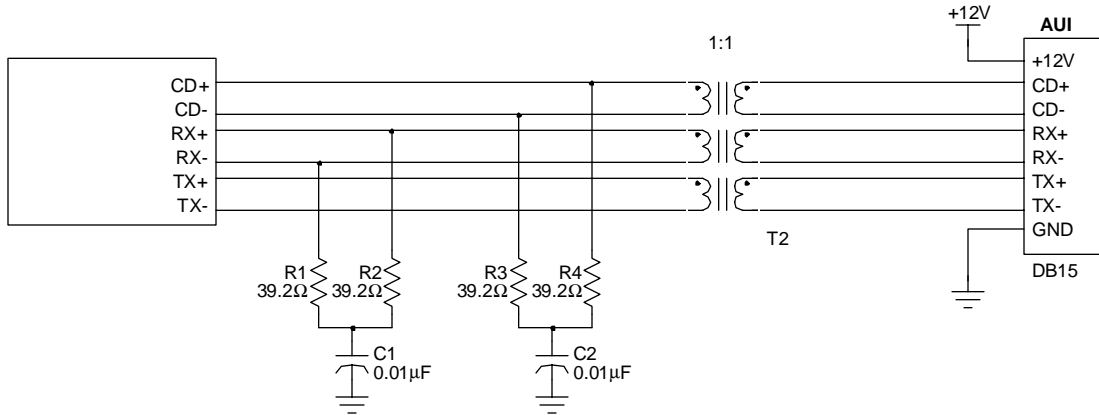 +12V
AUI
1:1
+12V
CD+
CD+
CD-
CD-
RX+
RX+
RX-
RX-
TX+
TX+
TX-
TX-
GND
T2
DB15
R1
39.2Ω
R2
39.2Ω
R3
39.2Ω
R4
39.2Ω
C1
0.01µF
C2
0.01µF